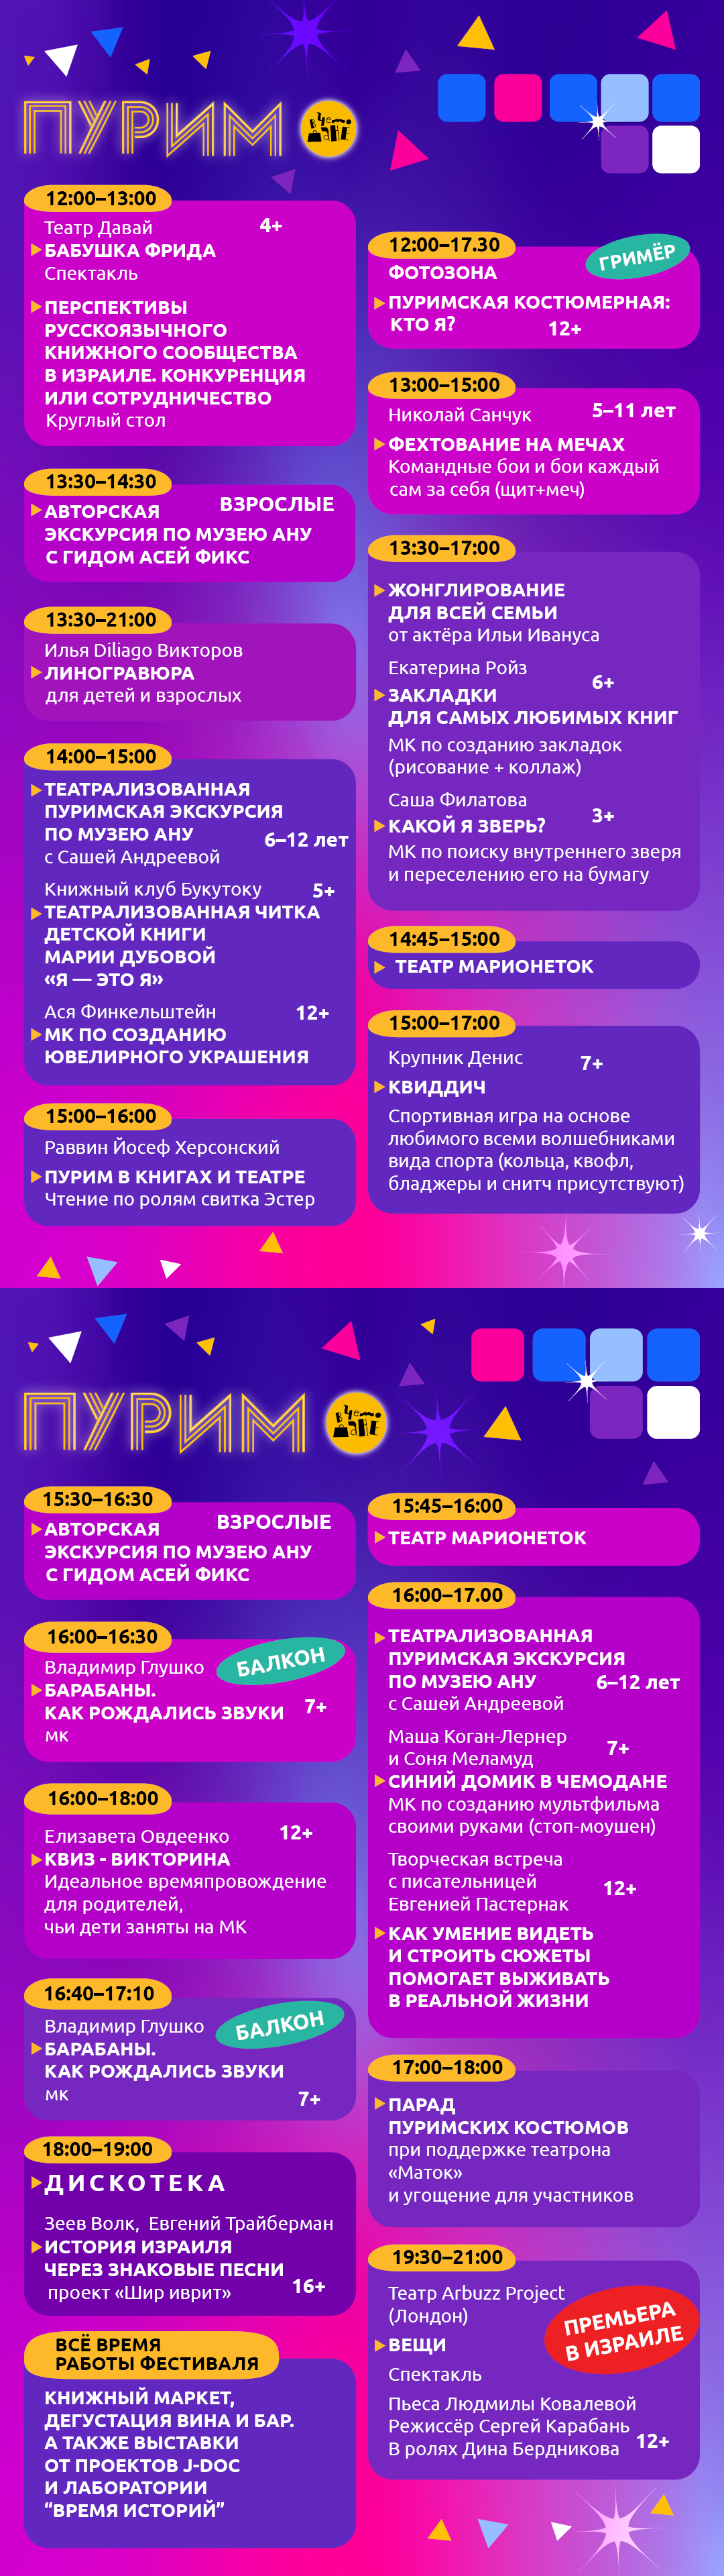 ПУРИМ
В ЧЕМОДАНЕ
12:00–13:00
Театр Давай
4+
БАБУШКА ФРИДА
Спектакль
ПЕРСПЕКТИВЫ
РУССКОЯЗЫЧНОГО
КНИЖНОГО СООБЩЕСТВА
В ИЗРАИЛЕ. КОНКУРЕНЦИЯ
ИЛИ СОТРУДНИЧЕСТВО
Круглый стол
13:30–14:30
АВТОРСКАЯ
ВЗРОСЛЫЕ
ЭКСКУРСИЯ ПО МУЗЕЮ АНУ
С ГИДОМ АСЕЙ ФИКС
13:30–21:00
Илья Diliago Викторов
ЛИНОГРАВЮРА
для детей и взрослых
14:00–15:00
ТЕАТРАЛИЗОВАННАЯ
ПУРИМСКАЯ ЭКСКУРСИЯ
ПО МУЗЕЮ АНУ
6–12 лет
с Сашей Андреевой
Книжный клуб Букутоку
5+
ТЕАТРАЛИЗОВАННАЯ ЧИТКА
ДЕТСКОЙ КНИГИ
МАРИИ ДУБОВОЙ
«Я — ЭТО Я»
Ася Финкельштейн
12+
МК ПО СОЗДАНИЮ
ЮВЕЛИРНОГО УКРАШЕНИЯ
15:00–16:00
Раввин Йосеф Херсонский
ПУРИМ В КНИГАХ И ТЕАТРЕ
Чтение по ролям свитка Эстер
12:00–17.30
ГРИМЁР
ФОТОЗОНА
ПУРИМСКАЯ КОСТЮМЕРНАЯ:
КТО Я?
12+
13:00–15:00
Николай Санчук
5–11 лет
ФЕХТОВАНИЕ НА МЕЧАХ
Командные бои и бои каждый
сам за себя (щит+меч)
13:30–17:00
ЖОНГЛИРОВАНИЕ
ДЛЯ ВСЕЙ СЕМЬИ
от актёра Ильи Ивануса
Екатерина Ройз
6+
ЗАКЛАДКИ
ДЛЯ САМЫХ ЛЮБИМЫХ КНИГ
МК по созданию закладок
(рисование + коллаж)
Саша Филатова
3+
КАКОЙ Я ЗВЕРЬ?
МК по поиску внутреннего зверя
и переселению его на бумагу
14:45–15:00
ТЕАТР МАРИОНЕТОК
15:00–17:00
Крупник Денис
7+
КВИДДИЧ
Спортивная игра на основе
любимого всеми волшебниками
вида спорта (кольца, квофл,
бладжеры и снитч присутствуют)
ПУРИМ
В ЧЕМОДАНЕ
15:30–16:30
АВТОРСКАЯ
ВЗРОСЛЫЕ
ЭКСКУРСИЯ ПО МУЗЕЮ АНУ
С ГИДОМ АСЕЙ ФИКС
16:00–16:30
БАЛКОН
Владимир Глушко
БАРАБАНЫ.
КАК РОЖДАЛИСЬ ЗВУКИ
7+
мк
16:00–18:00
Елизавета Овдеенко
12+
КВИЗ - ВИКТОРИНА
Идеальное времяпровождение
для родителей,
чьи дети заняты на МК
16:40–17:10
БАЛКОН
Владимир Глушко
БАРАБАНЫ.
КАК РОЖДАЛИСЬ ЗВУКИ
мк
7+
18:00–19:00
ДИСКОТЕКА
Зеев Волк, Евгений Трайберман
ИСТОРИЯ ИЗРАИЛЯ
ЧЕРЕЗ ЗНАКОВЫЕ ПЕСНИ
проект «Шир иврит»
16+
ВСЁ ВРЕМЯ
РАБОТЫ ФЕСТИВАЛЯ
КНИЖНЫЙ МАРКЕТ,
ДЕГУСТАЦИЯ ВИНА И БАР.
А ТАКЖЕ ВЫСТАВКИ
ОТ ПРОЕКТОВ J-DOC
И ЛАБОРАТОРИИ
“ВРЕМЯ ИСТОРИЙ”
15:45–16:00
ТЕАТР МАРИОНЕТОК
16:00–17.00
ТЕАТРАЛИЗОВАННАЯ
ПУРИМСКАЯ ЭКСКУРСИЯ
ПО МУЗЕЮ АНУ
6–12 лет
с Сашей Андреевой
Маша Коган-Лернер
и Соня Меламуд
7+
СИНИЙ ДОМИК В ЧЕМОДАНЕ
МК по созданию мультфильма
своими руками (стоп-моушен)
Творческая встреча
с писательницей
12+
Евгенией Пастернак
КАК УМЕНИЕ ВИДЕТЬ
И СТРОИТЬ СЮЖЕТЫ
ПОМОГАЕТ ВЫЖИВАТЬ
В РЕАЛЬНОЙ ЖИЗНИ
17:00–18:00
ПАРАД
ПУРИМСКИХ КОСТЮМОВ
при поддержке театрона
«Маток»
и угощение для участников
19:30–21:00
Театр Arbuzz Project
(Лондон)
ПРЕМЬЕРА
В ИЗРАИЛЕ
ВЕЩИ
Спектакль
Пьеса Людмилы Ковалевой
Режиссёр Сергей Карабань
В ролях Дина Бердникова
12+